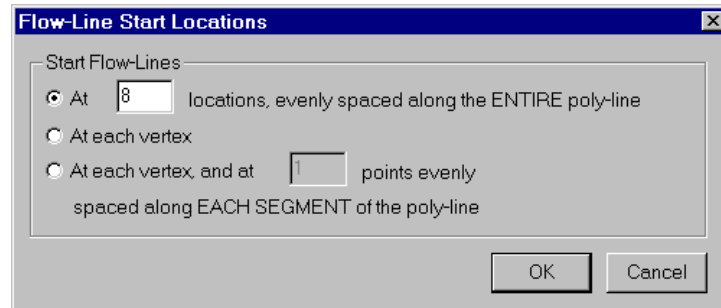 Flow-Line Start Locations
Start Flow-Lines
At 8 locations, evenly spaced along the ENTIRE poly-line
At each vertex
At each vertex, and at 1 points evenly
spaced along EACH SEGMENT of the poly-line
OK Cancel